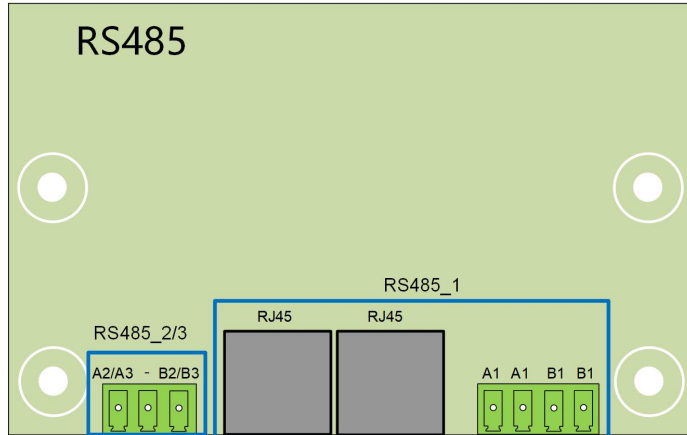 RS485
RS485_1
RJ45 RJ45
RS485_2/3
A2/A3 - B2/B3
A1 A1 B1 B1